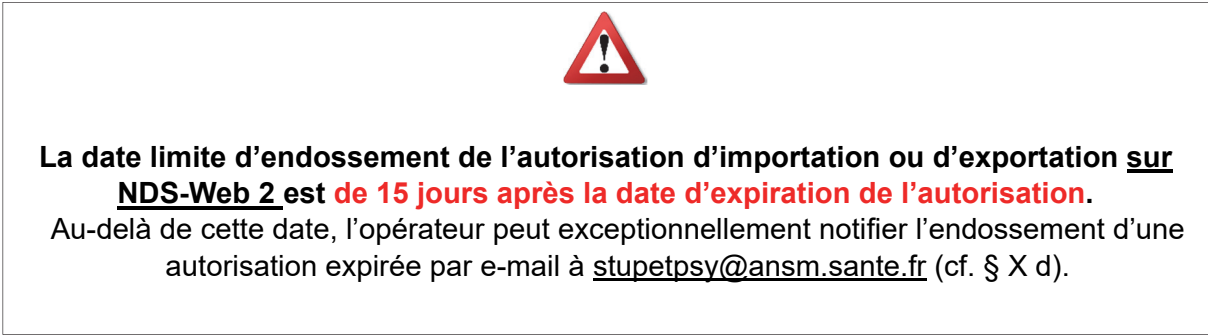 La date limite d’endossement de l’autorisation d’importation ou d’exportation sur
NDS-Web 2 est de 15 jours après la date d’expiration de l’autorisation.
Au-delà de cette date, l’opérateur peut exceptionnellement notifier l’endossement d’une
autorisation expirée par e-mail à stupetpsy@ansm.sante.fr (cf. § X d).